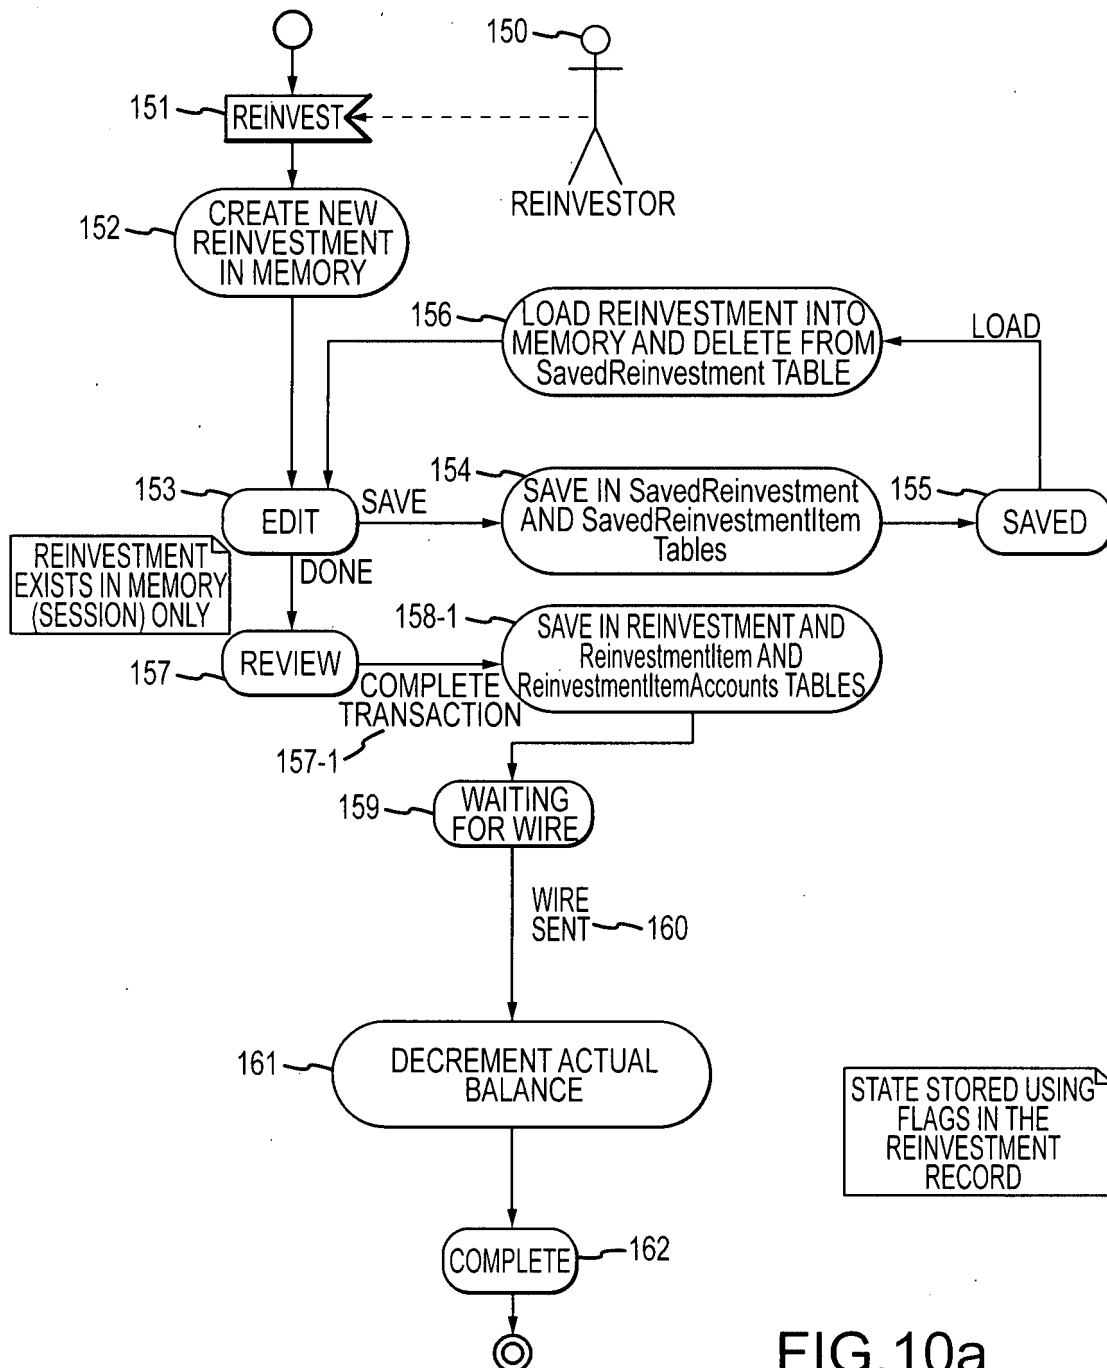 150
151
REINVEST
REINVESTOR
152
CREATE NEW
REINVESTMENT
IN MEMORY
156
LOAD REINVESTMENT INTO
MEMORY AND DELETE FROM
SavedReinvestment TABLE
LOAD
153
EDIT
SAVE
154
SAVE IN SavedReinvestment
AND SavedReinvestmentItem
Tables
155
SAVED
REINVESTMENT
EXISTS IN MEMORY
(SESSION) ONLY
DONE
157
REVIEW
COMPLETE
TRANSACTION
157-1
158-1
SAVE IN REINVESTMENT AND
ReinvestmentItem AND
ReinvestmentItemAccounts TABLES
159
WAITING
FOR WIRE
WIRE
SENT
160
161
DECREMENT ACTUAL
BALANCE
STATE STORED USING
FLAGS IN THE
REINVESTMENT
RECORD
COMPLETE
162
FIG.10a